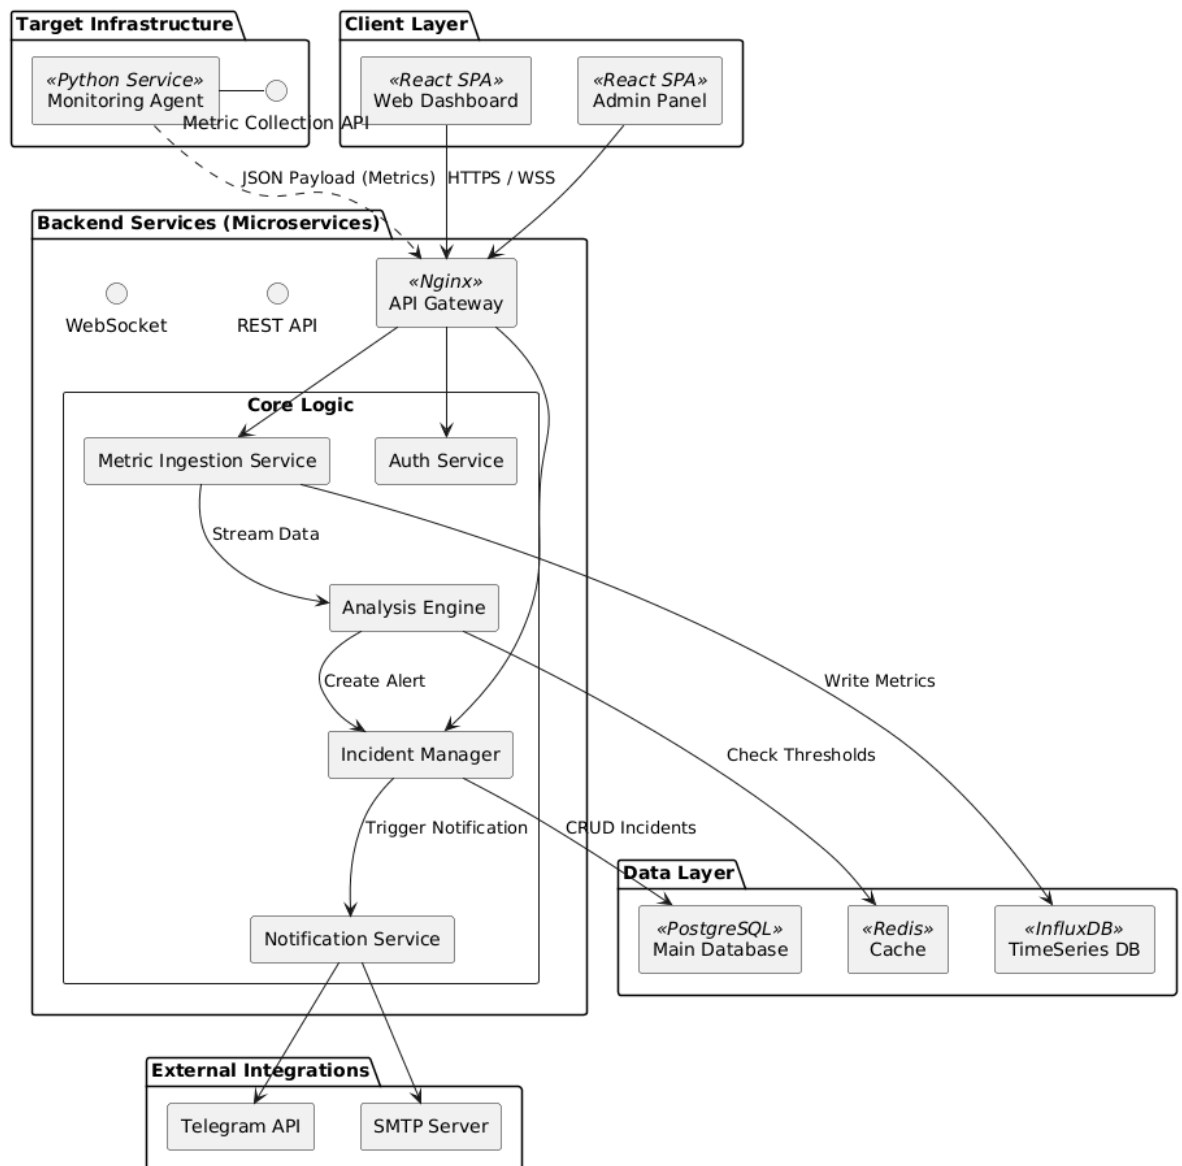 Target Infrastructure
Client Layer
«Python Service»
Monitoring Agent
Metric Collection API
«React SPA»
Web Dashboard
«React SPA»
Admin Panel
JSON Payload (Metrics)
HTTPS / WSS
Backend Services (Microservices)
«Nginx»
API Gateway
WebSocket
REST API
Core Logic
Metric Ingestion Service
Auth Service
Stream Data
Analysis Engine
Create Alert
Write Metrics
Incident Manager
Check Thresholds
Trigger Notification
CRUD Incidents
Data Layer
Notification Service
«PostgreSQL»
Main Database
«Redis»
Cache
«InfluxDB»
TimeSeries DB
External Integrations
Telegram API
SMTP Server